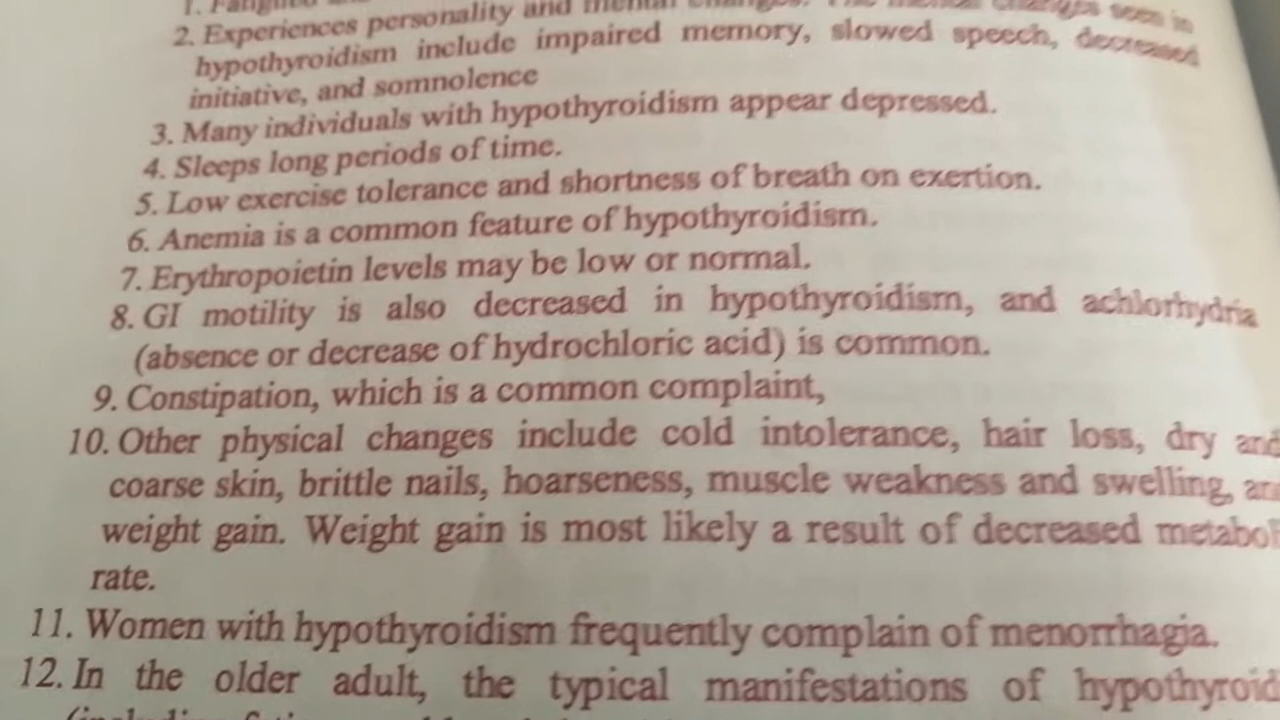 1. Fatigued
2. Experiences personality and mental changes. The mental changes seen in
hypothyroidism include impaired memory, slowed speech, decreased
initiative, and somnolence
3. Many individuals with hypothyroidism appear depressed.
4. Sleeps long periods of time.
5. Low exercise tolerance and shortness of breath on exertion.
6. Anemia is a common feature of hypothyroidism.
7. Erythropoietin levels may be low or normal.
8. GI motility is also decreased in hypothyroidism, and achlorhydria
(absence or decrease of hydrochloric acid) is common.
9. Constipation, which is a common complaint,
10. Other physical changes include cold intolerance, hair loss, dry and
coarse skin, brittle nails, hoarseness, muscle weakness and swelling, an
weight gain. Weight gain is most likely a result of decreased metabol
rate.
11. Women with hypothyroidism frequently complain of menorrhagia.
12. In the older adult, the typical manifestations of hypothyroid